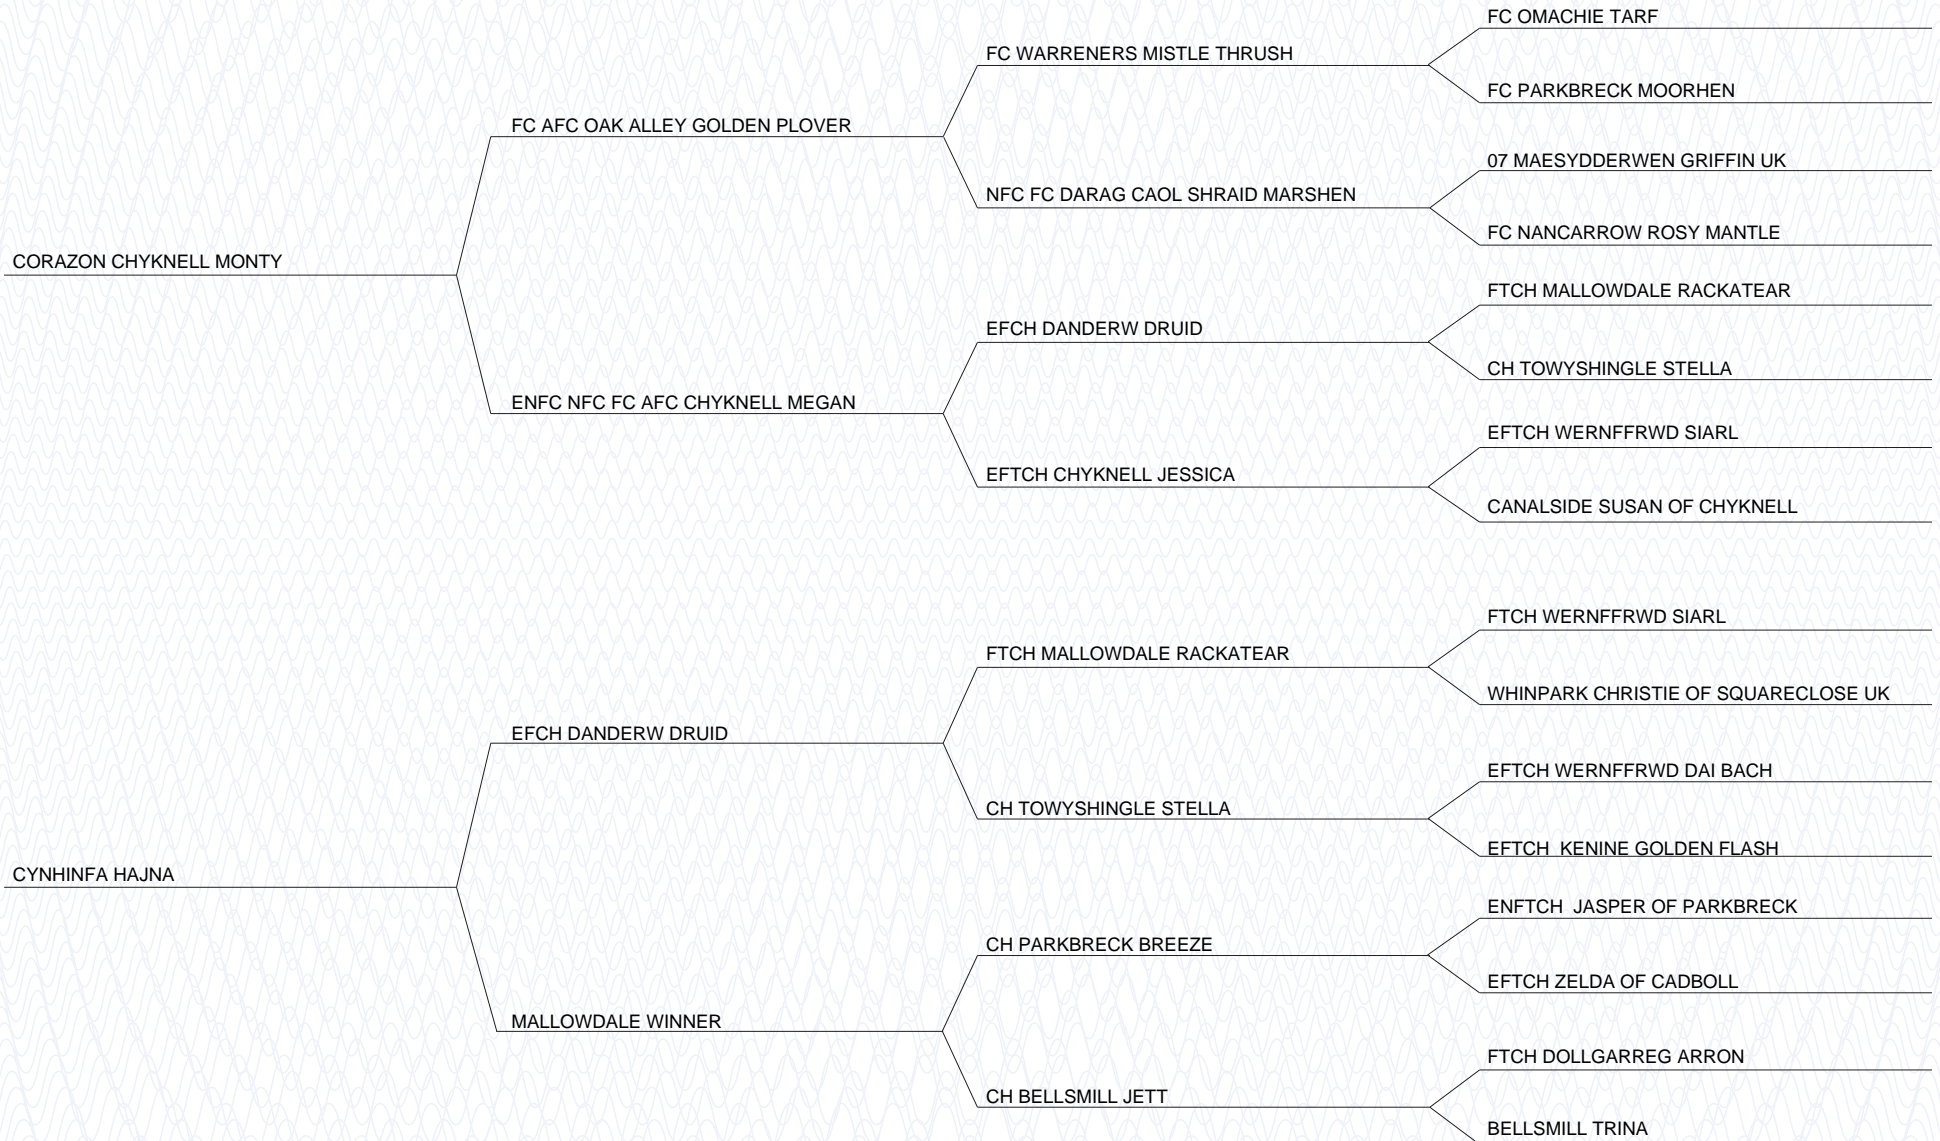 FC OMACHIE TARF
FC WARRENERS MISTLE THRUSH
FC PARKBRECK MOORHEN
FC AFC OAK ALLEY GOLDEN PLOVER
07 MAESYDDERWEN GRIFFIN UK
NFC FC DARAG CAOL SHRAID MARSHEN
FC NANCARROW ROSY MANTLE
CORAZON CHYKNELL MONTY
FTCH MALLOWDALE RACKATEAR
EFCH DANDERW DRUID
CH TOWYSHINGLE STELLA
ENFC NFC FC AFC CHYKNELL MEGAN
EFTCH WERNFFRWD SIARL
EFTCH CHYKNELL JESSICA
CANALSIDE SUSAN OF CHYKNELL
FTCH WERNFFRWD SIARL
FTCH MALLOWDALE RACKATEAR
WHINPARK CHRISTIE OF SQUARECLOSE UK
EFCH DANDERW DRUID
EFTCH WERNFFRWD DAI BACH
CH TOWYSHINGLE STELLA
EFTCH  KENINE GOLDEN FLASH
CYNHINFA HAJNA
ENFTCH  JASPER OF PARKBRECK
CH PARKBRECK BREEZE
EFTCH ZELDA OF CADBOLL
MALLOWDALE WINNER
FTCH DOLLGARREG ARRON
CH BELLSMILL JETT
BELLSMILL TRINA